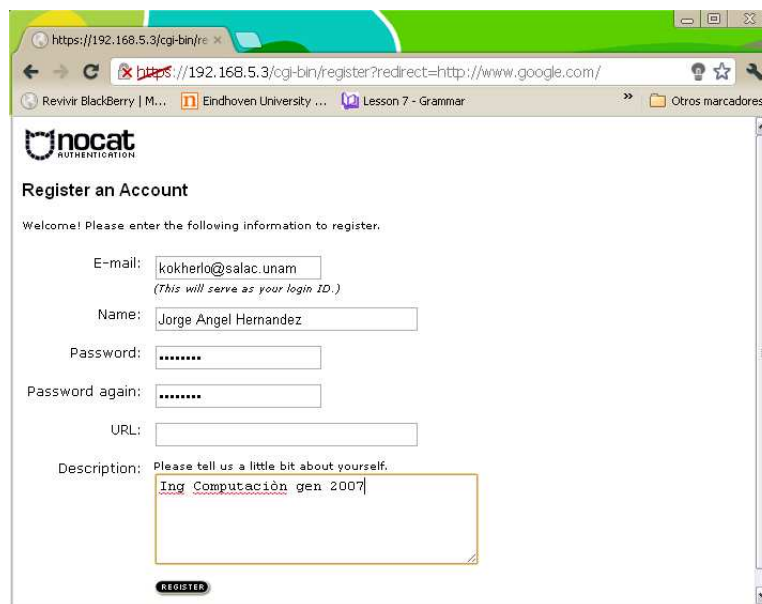 https://192.168.5.3/cgi-bin/re
https://192.168.5.3/cgi-bin/register?redirect=http://www.google.com/
Revivir BlackBerry | M... Eindhoven University ... Lesson 7 - Grammar » Otros marcadores
nocat
AUTHENTICATION
Register an Account
Welcome! Please enter the following information to register.
E-mail: kokherlo@salac.unam
(This will serve as your login ID.)
Name: Jorge Angel Hernandez
Password: ••••••••
Password again: ••••••••
URL:
Description: Please tell us a little bit about yourself.
Ing Computaciòn gen 2007
REGISTER